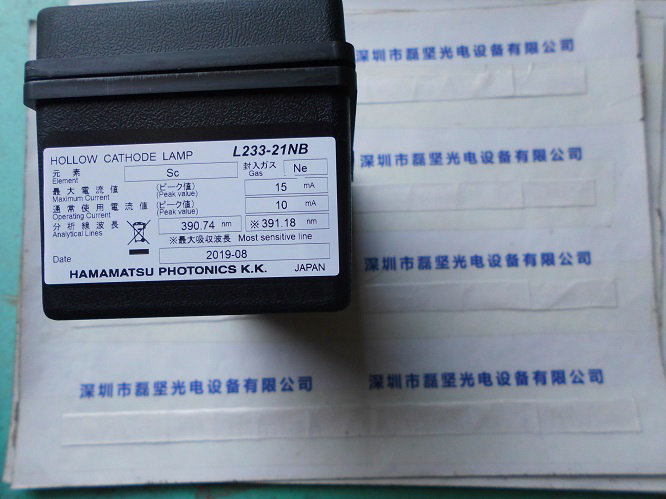 HOLLOW CATHODE LAMP L233-21NB
元素 Element Sc 封入ガス Gas Ne
最大電流値 Maximum Current (ピーク値) (Peak value) 15 mA
通常使用電流値 Operating Current (ピーク値) (Peak value) 10 mA
分析線波長 Analytical Lines 390.74 nm ※391.18 nm
※最大吸収波長 Most sensitive line
Date 2019-08
HAMAMATSU PHOTONICS K.K. JAPAN
深圳市磊坚光电设备有限公司
深圳市磊坚光电设备有限公司
深圳市磊坚光电设备有限公司
深圳市磊坚光电设备有限公司 深圳市磊坚光电设备有限公司